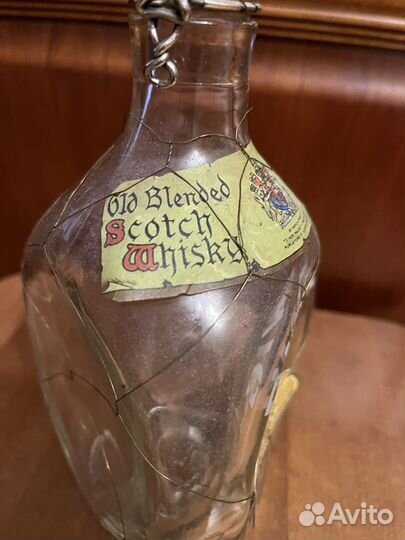 Old Blended
Scotch
Whisky
Avito